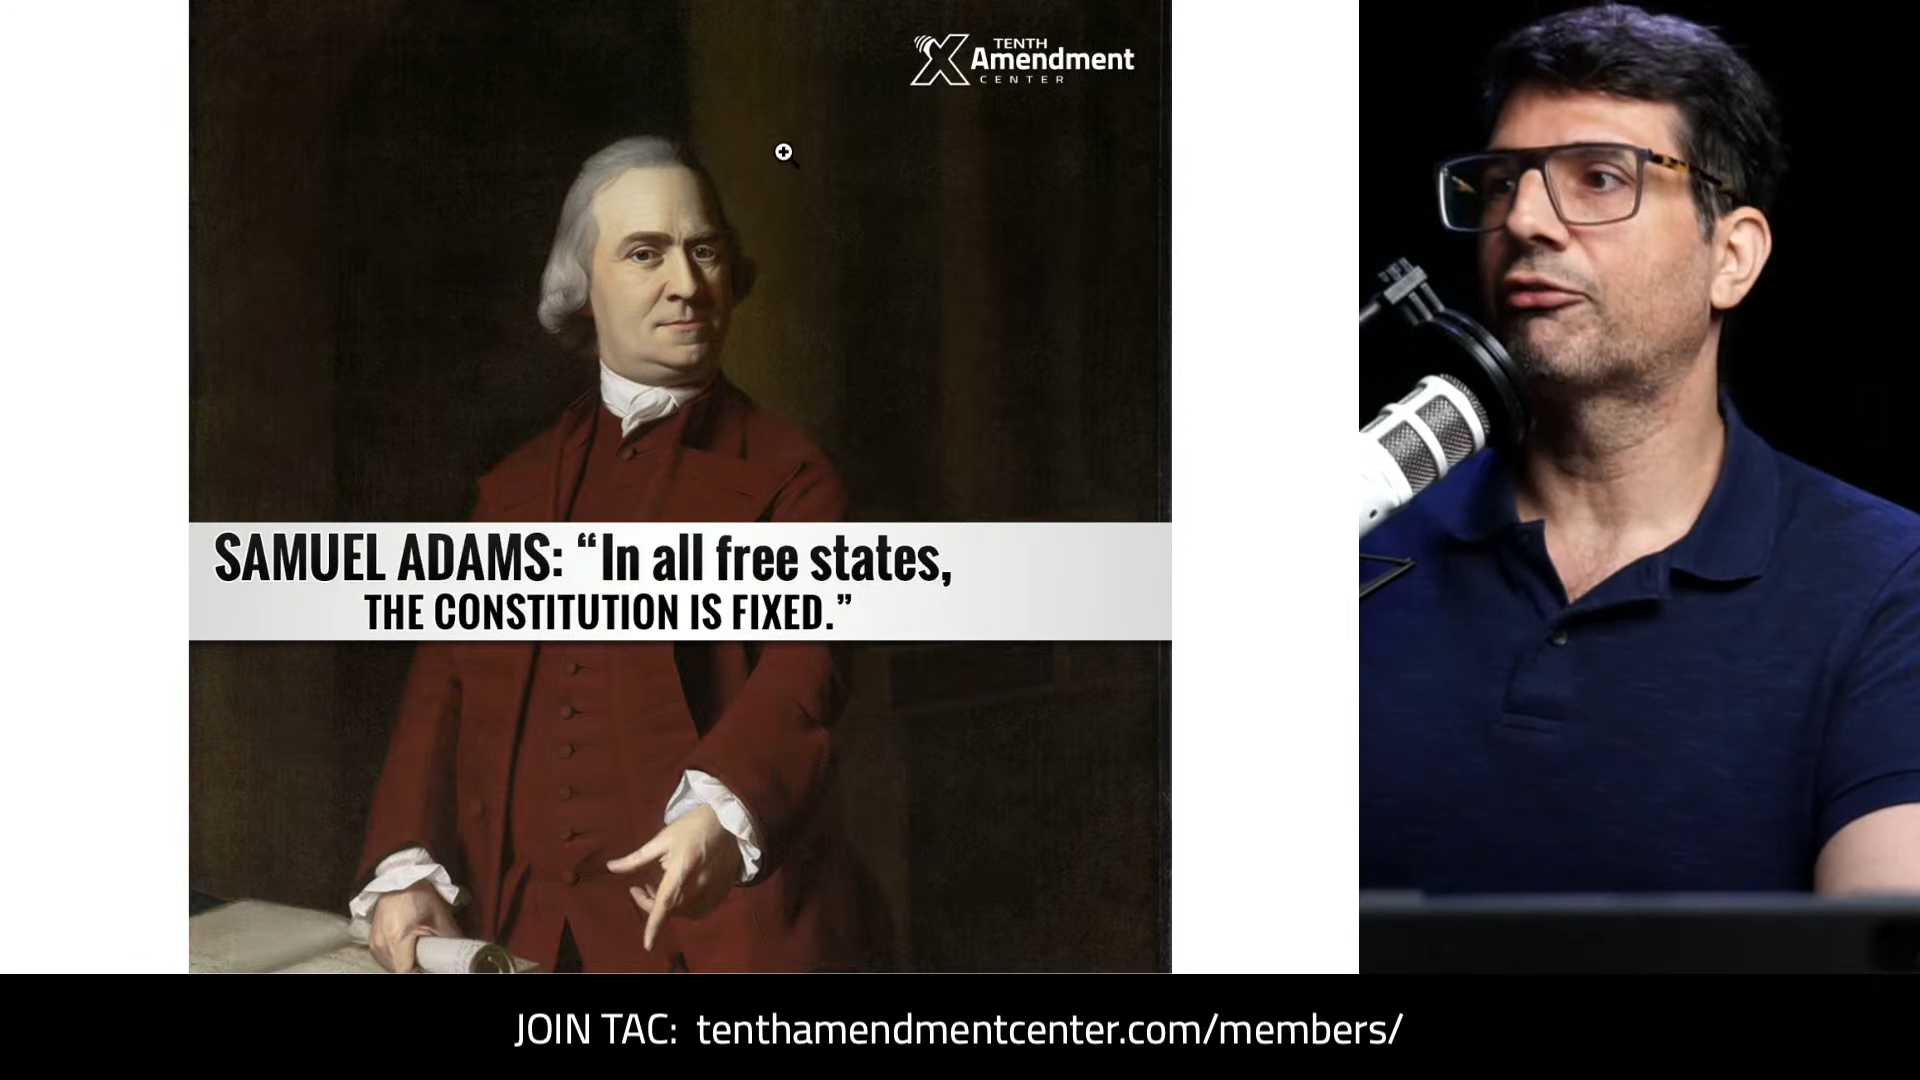 TENTH
Amendment
CENTER
SAMUEL ADAMS: “In all free states,
THE CONSTITUTION IS FIXED.”
JOIN TAC: tenthamendmentcenter.com/members/